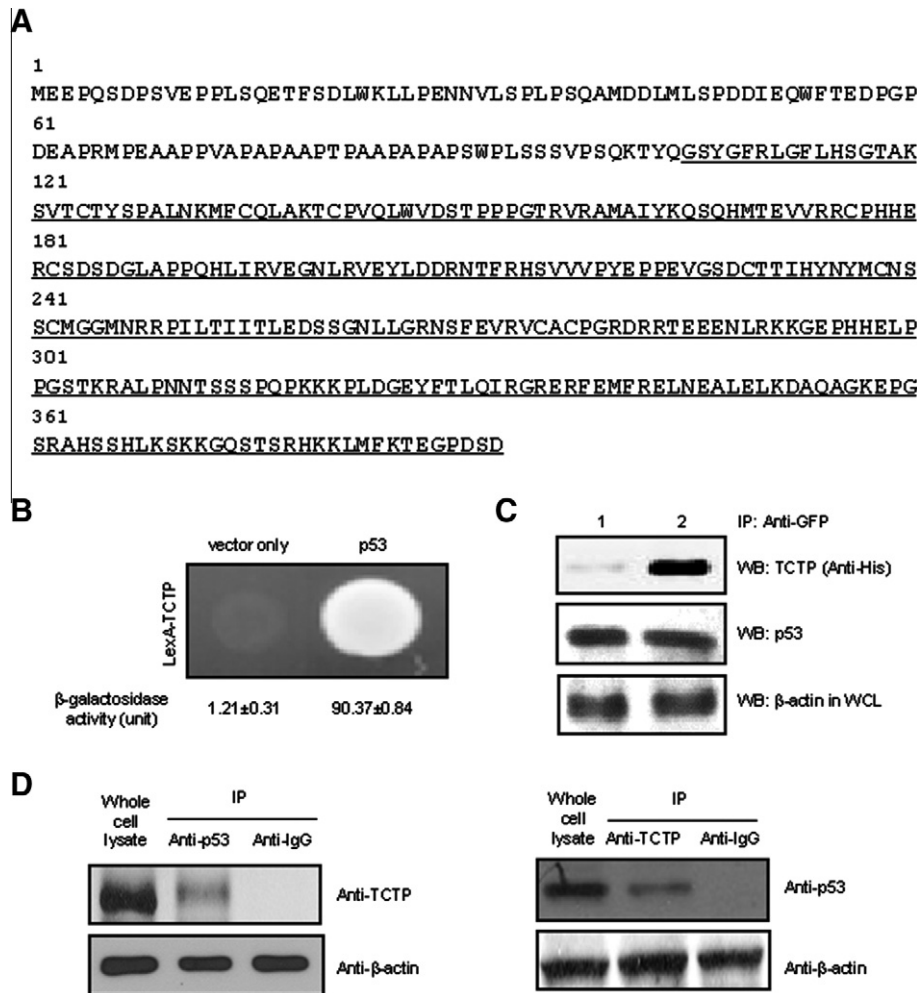 A
1
MEEPQSDPSVEPPLSQETFSDLWKLLPENNVLSPLPSQAMDDLMLSPDDIEQWFTEDPGP
61
DEAPRMPEAAPPVAPAPAAPTPAAPAPAPSWPLSSSVPSQKTYQGSYGFRLGFLHSGTAK
121
SVTCTYSPALNKMFCQLAKTCPVQLWVDSTPPPGTRVRAMAIYKQSQHMTEVVRRCPHHE
181
RCSDSDGLAPPQHLIRVEGNLRVEYLDDRNTFRHSVVVPYEPPEVGSDCTTIHYNYMCNS
241
SCMGGMNRRPILTIITLEDSSGNLLGRNSFEVRVCACPGRDRRTEEENLRKKGEPHHELP
301
PGSTKRALPNNTSSSPQPKKKPLDGEYFTLQIRGRERFEMFRELNEALELKDAQAGKEPG
361
SRAHSSHLKSKKGQSTSRHKKLMFKTEGPDSD
B
vector only p53
LexA-TCTP
β-galactosidase
activity (unit) 1.21±0.31 90.37±0.84
C
1 2 IP: Anti-GFP
WB: TCTP (Anti-His)
WB: p53
WB: β-actin in WCL
D
Whole cell lysate IP
Anti-p53 Anti-IgG
Anti-TCTP
Anti-β-actin
Whole cell lysate IP
Anti-TCTP Anti-IgG
Anti-p53
Anti-β-actin